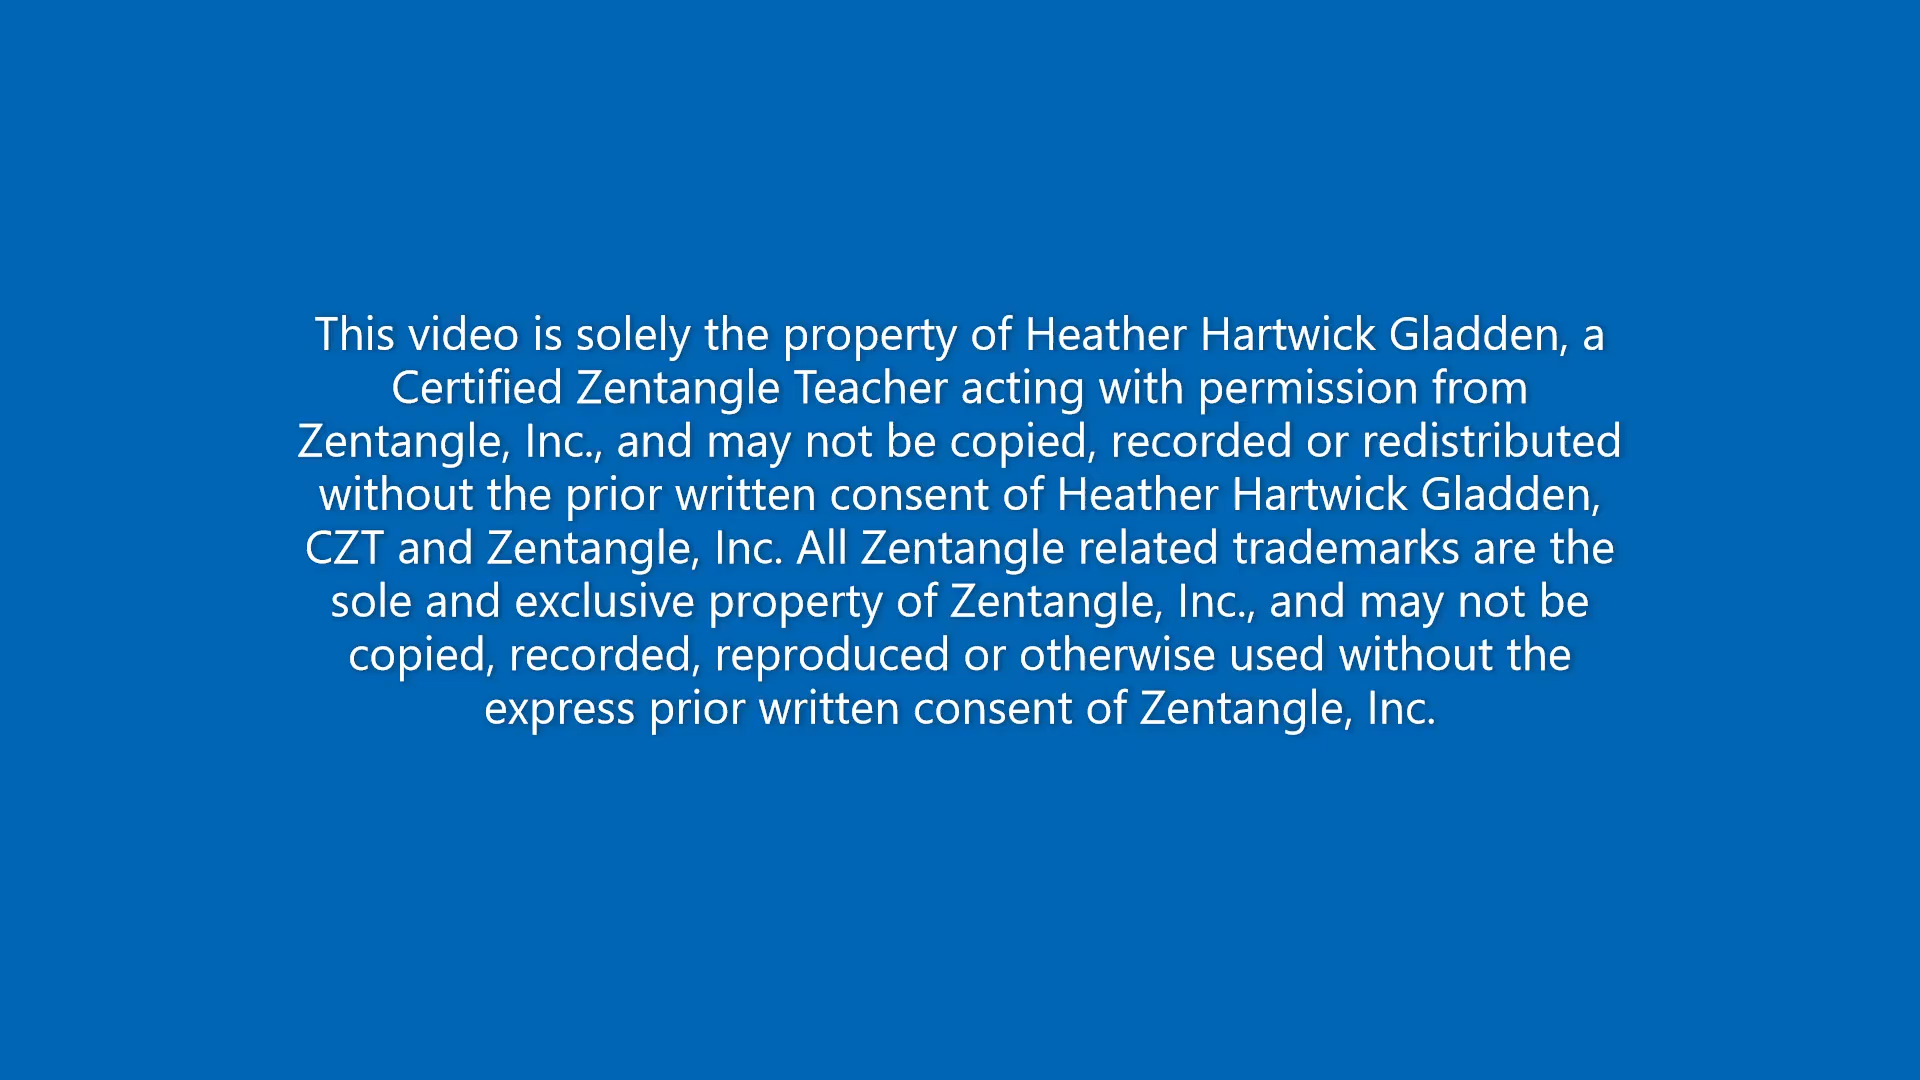 This video is solely the property of Heather Hartwick Gladden, a
Certified Zentangle Teacher acting with permission from
Zentangle, Inc., and may not be copied, recorded or redistributed
without the prior written consent of Heather Hartwick Gladden,
CZT and Zentangle, Inc. All Zentangle related trademarks are the
sole and exclusive property of Zentangle, Inc., and may not be
copied, recorded, reproduced or otherwise used without the
express prior written consent of Zentangle, Inc.